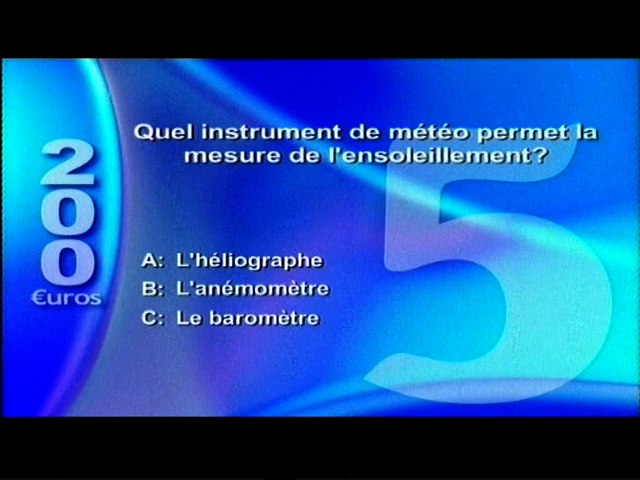 Quel instrument de météo permet la
mesure de l'ensoleillement?
200
€uros
A: L'héliographe
B: L'anémomètre
C: Le baromètre
5